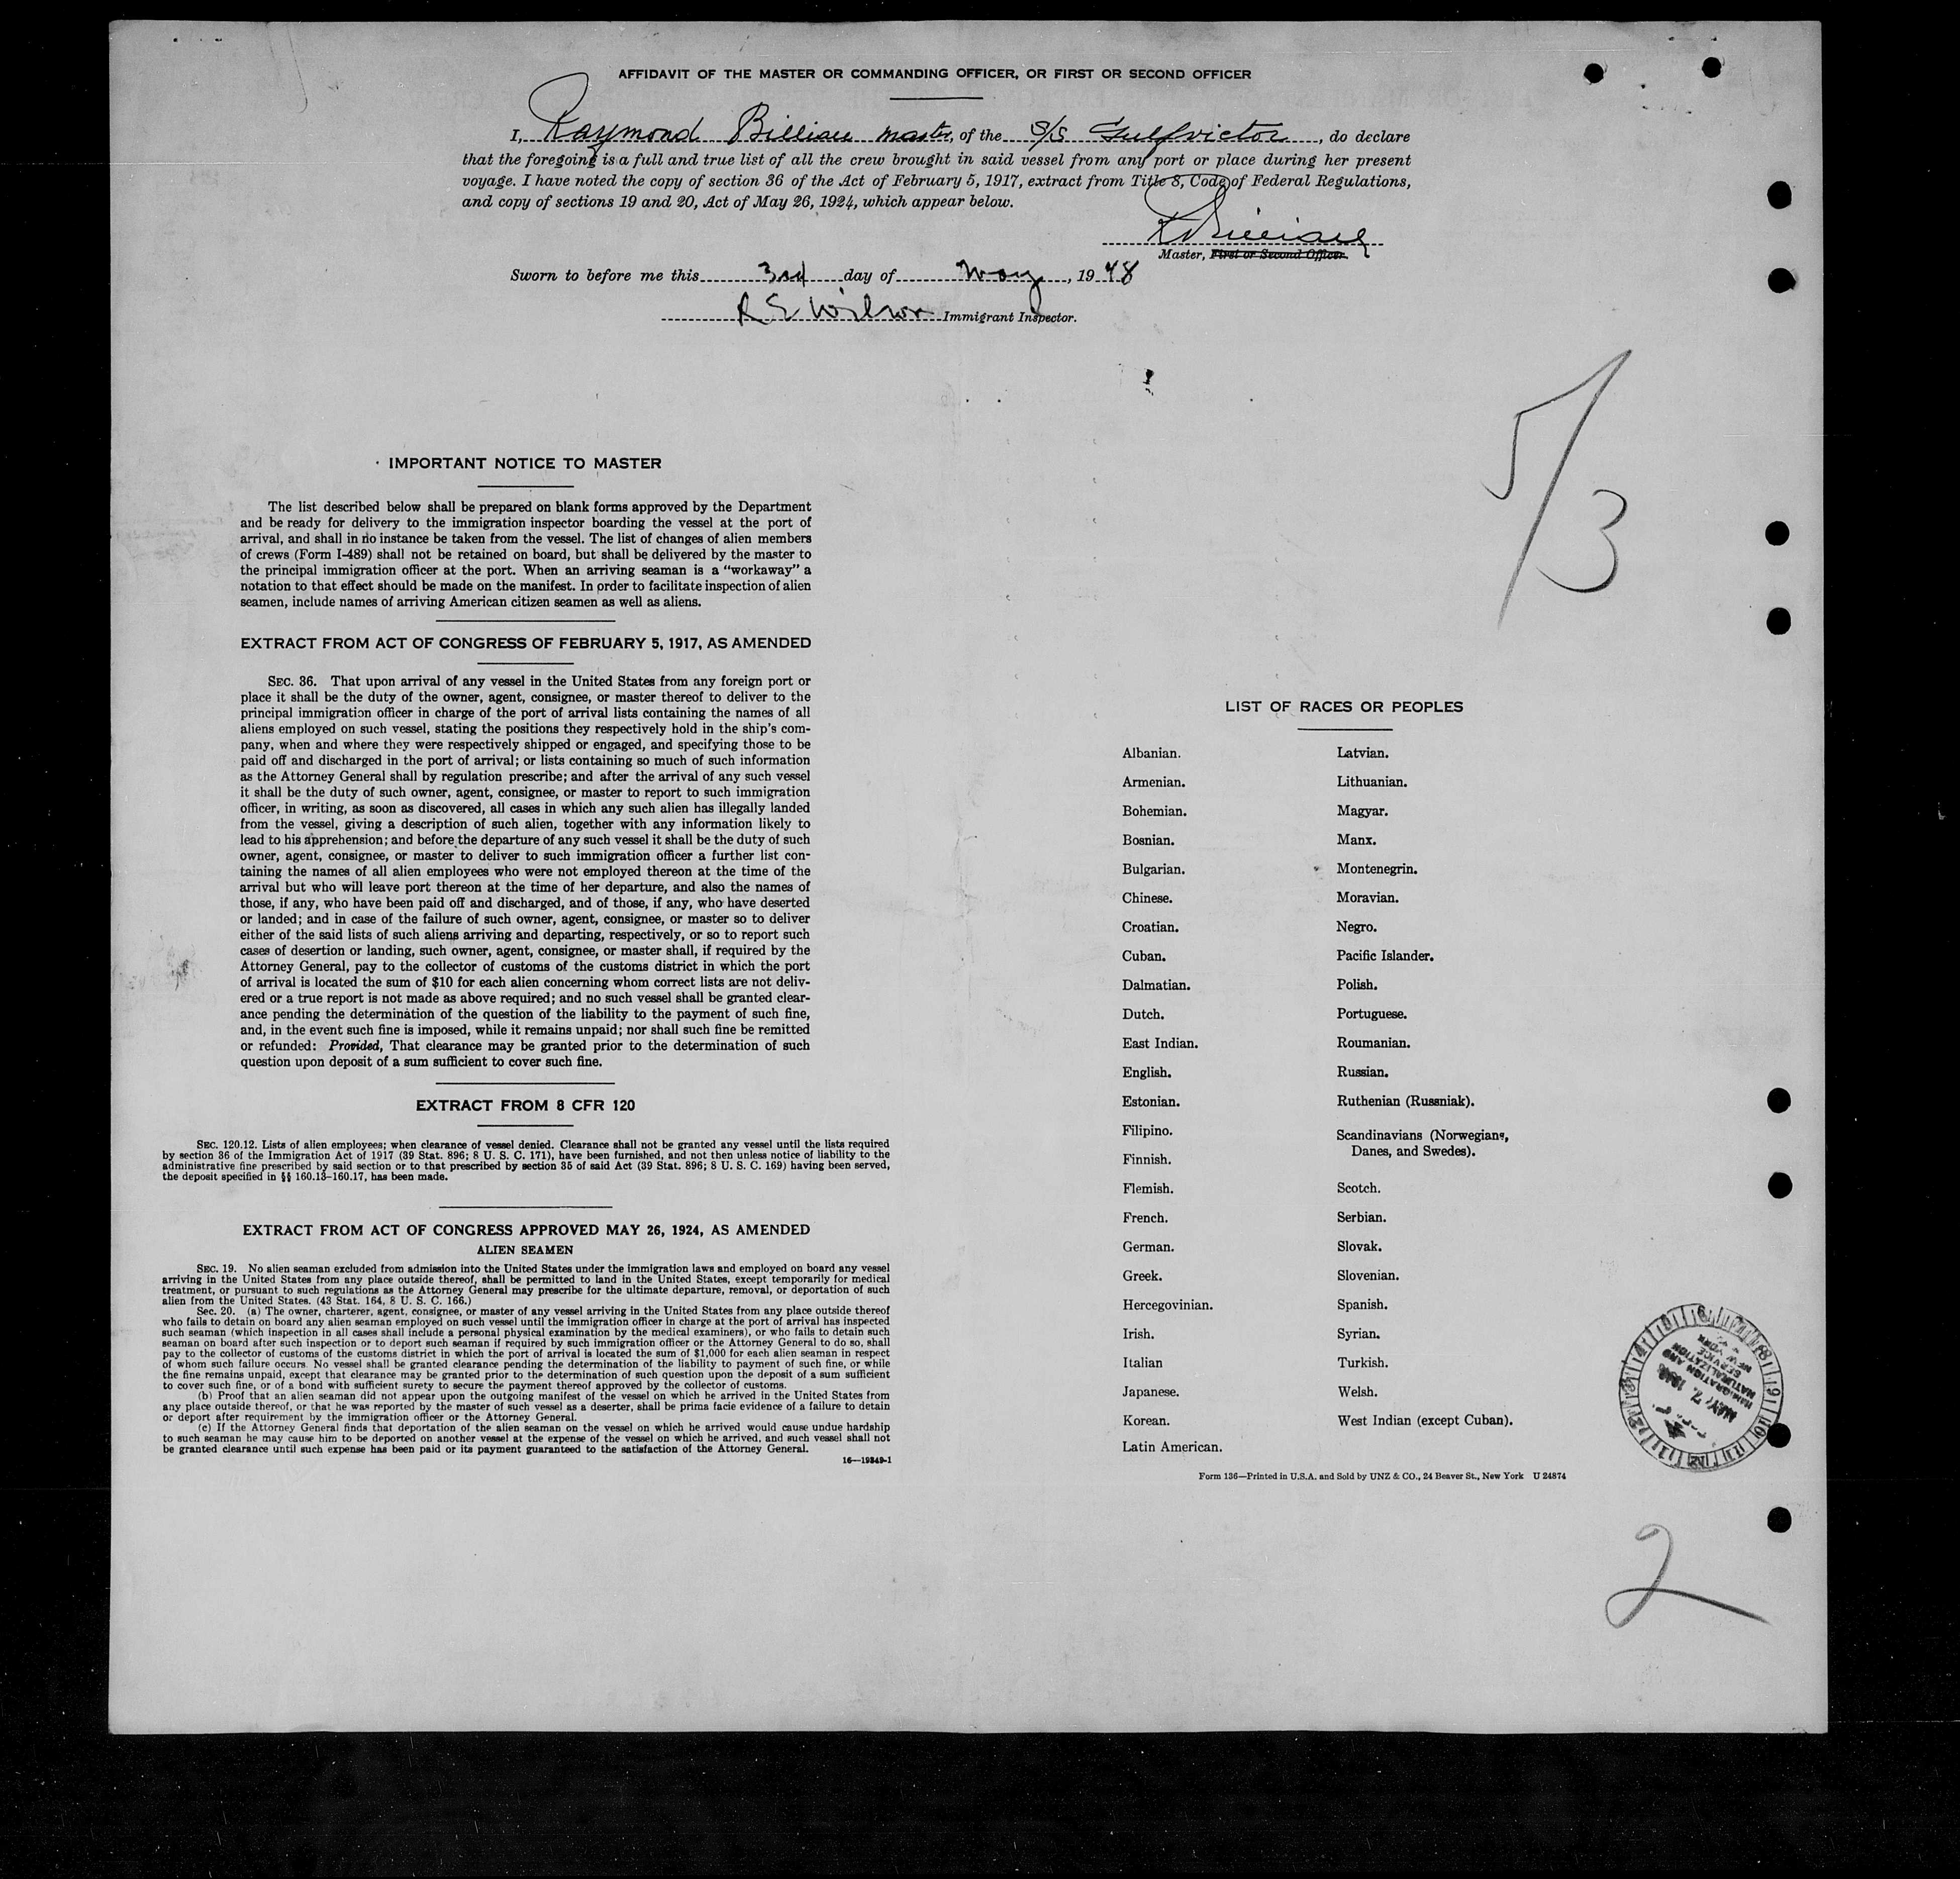 AFFIDAVIT OF THE MASTER OR COMMANDING OFFICER, OR FIRST OR SECOND OFFICER
I, Raymond master, of the S/S Gulfvictor, do declare
that the foregoing is a full and true list of all the crew brought in said vessel from any port or place during her present
voyage. I have noted the copy of section 36 of the Act of February 5, 1917, extract from Title 8, Code of Federal Regulations,
and copy of sections 19 and 20, Act of May 26, 1924, which appear below.
Master, First or Second Officer.
Sworn to before me this 3rd day of May, 1948
R E Wilson Immigrant Inspector.
5/3
IMPORTANT NOTICE TO MASTER
The list described below shall be prepared on blank forms approved by the Department
and be ready for delivery to the immigration inspector boarding the vessel at the port of
arrival, and shall in no instance be taken from the vessel. The list of changes of alien members
of crews (Form I-489) shall not be retained on board, but shall be delivered by the master to
the principal immigration officer at the port. When an arriving seaman is a "workaway" a
notation to that effect should be made on the manifest. In order to facilitate inspection of alien
seamen, include names of arriving American citizen seamen as well as aliens.
EXTRACT FROM ACT OF CONGRESS OF FEBRUARY 5, 1917, AS AMENDED
SEC. 36. That upon arrival of any vessel in the United States from any foreign port or
place it shall be the duty of the owner, agent, consignee, or master thereof to deliver to the
principal immigration officer in charge of the port of arrival lists containing the names of all
aliens employed on such vessel, stating the positions they respectively hold in the ship's com-
pany, when and where they were respectively shipped or engaged, and specifying those to be
paid off and discharged in the port of arrival; or lists containing so much of such information
as the Attorney General shall by regulation prescribe; and after the arrival of any such vessel
it shall be the duty of such owner, agent, consignee, or master to report to such immigration
officer, in writing, as soon as discovered, all cases in which any such alien has illegally landed
from the vessel, giving a description of such alien, together with any information likely to
lead to his apprehension; and before the departure of any such vessel it shall be the duty of such
owner, agent, consignee, or master to deliver to such immigration officer a further list con-
taining the names of all alien employees who were not employed thereon at the time of the
arrival but who will leave port thereon at the time of her departure, and also the names of
those, if any, who have been paid off and discharged, and of those, if any, who have deserted
or landed; and in case of the failure of such owner, agent, consignee, or master so to deliver
either of the said lists of such aliens arriving and departing, respectively, or so to report such
cases of desertion or landing, such owner, agent, consignee, or master shall, if required by the
Attorney General, pay to the collector of customs of the customs district in which the port
of arrival is located the sum of $10 for each alien concerning whom correct lists are not deliv-
ered or a true report is not made as above required; and no such vessel shall be granted clear-
ance pending the determination of the question of the liability to the payment of such fine,
and, in the event such fine is imposed, while it remains unpaid; nor shall such fine be remitted
or refunded: Provided, That clearance may be granted prior to the determination of such
question upon deposit of a sum sufficient to cover such fine.
EXTRACT FROM 8 CFR 120
SEC. 120.12. Lists of alien employees; when clearance of vessel denied. Clearance shall not be granted any vessel until the lists required
by section 36 of the Immigration Act of 1917 (39 Stat. 896; 8 U. S. C. 171), have been furnished, and not then unless notice of liability to the
administrative fine prescribed by said section or to that prescribed by section 35 of said Act (39 Stat. 896; 8 U. S. C. 169) having been served,
the deposit specified in §§ 160.13–160.17, has been made.
EXTRACT FROM ACT OF CONGRESS APPROVED MAY 26, 1924, AS AMENDED
ALIEN SEAMEN
SEC. 19. No alien seaman excluded from admission into the United States under the immigration laws and employed on board any vessel
arriving in the United States from any place outside thereof, shall be permitted to land in the United States, except temporarily for medical
treatment, or pursuant to such regulations as the Attorney General may prescribe for the ultimate departure, removal, or deportation of such
alien from the United States. (43 Stat. 164, 8 U. S. C. 166.)
Sec. 20. (a) The owner, charterer, agent, consignee, or master of any vessel arriving in the United States from any place outside thereof
who fails to detain on board any alien seaman employed on such vessel until the immigration officer in charge at the port of arrival has inspected
such seaman (which inspection in all cases shall include a personal physical examination by the medical examiners), or who fails to detain such
seaman on board after such inspection or to deport such seaman if required by such immigration officer or the Attorney General to do so, shall
pay to the collector of customs of the customs district in which the port of arrival is located the sum of $1,000 for each alien seaman in respect
of whom such failure occurs. No vessel shall be granted clearance pending the determination of the liability to payment of such fine, or while
the fine remains unpaid, except that clearance may be granted prior to the determination of such question upon the deposit of a sum sufficient
to cover such fine, or of a bond with sufficient surety to secure the payment thereof approved by the collector of customs.
(b) Proof that an alien seaman did not appear upon the outgoing manifest of the vessel on which he arrived in the United States from
any place outside thereof, or that he was reported by the master of such vessel as a deserter, shall be prima facie evidence of a failure to detain
or deport after requirement by the immigration officer or the Attorney General.
(c) If the Attorney General finds that deportation of the alien seaman on the vessel on which he arrived would cause undue hardship
to such seaman he may cause him to be deported on another vessel at the expense of the vessel on which he arrived, and such vessel shall not
be granted clearance until such expense has been paid or its payment guaranteed to the satisfaction of the Attorney General.
16—19849-1
LIST OF RACES OR PEOPLES
Albanian.
Armenian.
Bohemian.
Bosnian.
Bulgarian.
Chinese.
Croatian.
Cuban.
Dalmatian.
Dutch.
East Indian.
English.
Estonian.
Filipino.
Finnish.
Flemish.
French.
German.
Greek.
Hercegovinian.
Irish.
Italian
Japanese.
Korean.
Latin American.
Latvian.
Lithuanian.
Magyar.
Manx.
Montenegrin.
Moravian.
Negro.
Pacific Islander.
Polish.
Portuguese.
Roumanian.
Russian.
Ruthenian (Russniak).
Scandinavians (Norwegians,
Danes, and Swedes).
Scotch.
Serbian.
Slovak.
Slovenian.
Spanish.
Syrian.
Turkish.
Welsh.
West Indian (except Cuban).
Form 136—Printed in U.S.A. and Sold by UNZ & CO., 24 Beaver St., New York U 24874
IMMIGRATION AND
NATURALIZATION
SERVICE
2